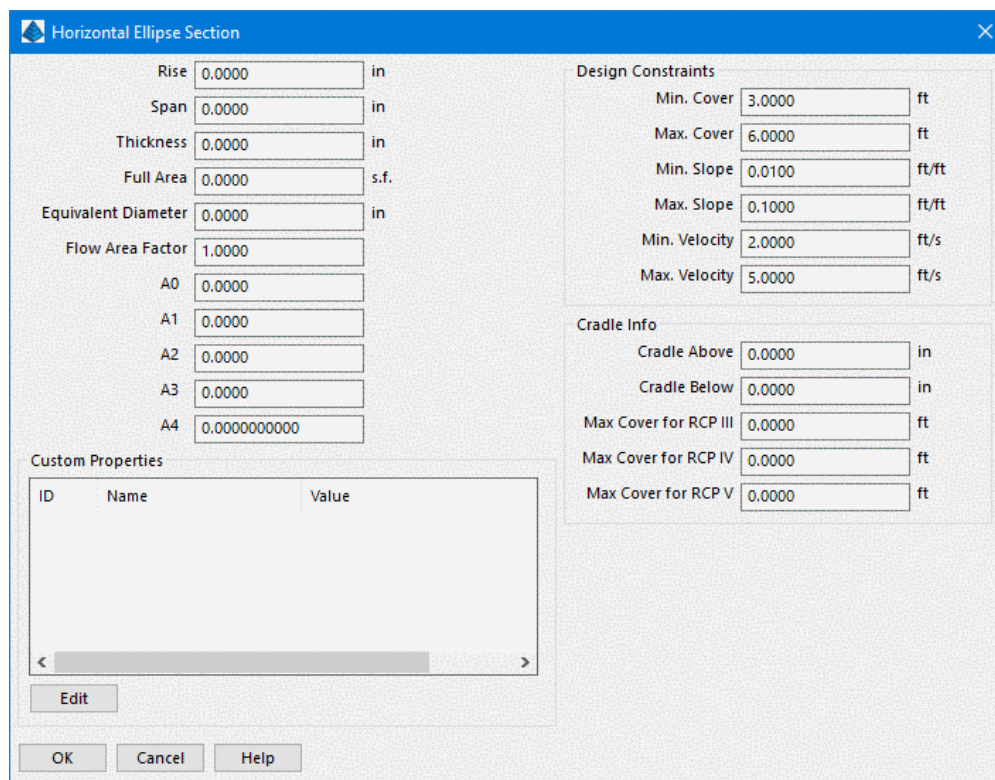 Horizontal Ellipse Section
Rise 0.0000 in
Span 0.0000 in
Thickness 0.0000 in
Full Area 0.0000 s.f.
Equivalent Diameter 0.0000 in
Flow Area Factor 1.0000
A0 0.0000
A1 0.0000
A2 0.0000
A3 0.0000
A4 0.0000000000
Custom Properties
ID Name Value
Edit
Design Constraints
Min. Cover 3.0000 ft
Max. Cover 6.0000 ft
Min. Slope 0.0100 ft/ft
Max. Slope 0.1000 ft/ft
Min. Velocity 2.0000 ft/s
Max. Velocity 5.0000 ft/s
Cradle Info
Cradle Above 0.0000 in
Cradle Below 0.0000 in
Max Cover for RCP III 0.0000 ft
Max Cover for RCP IV 0.0000 ft
Max Cover for RCP V 0.0000 ft
OK Cancel Help